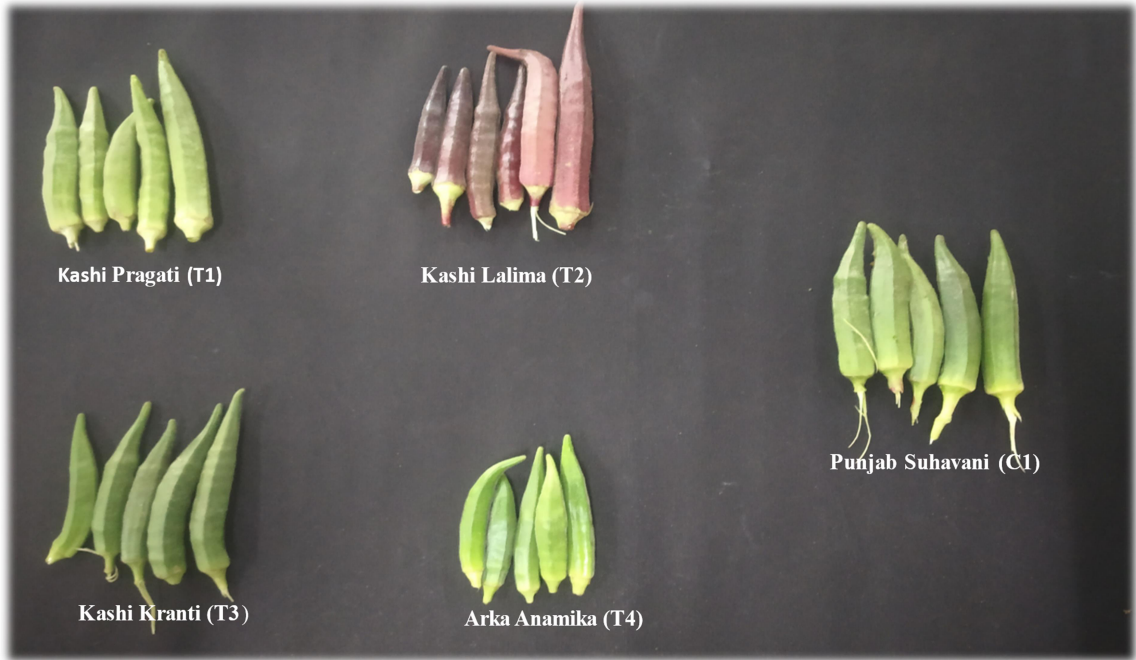 Kashi Pragati (T1)
Kashi Lalima (T2)
Punjab Suhavani (C1)
Kashi Kranti (T3)
Arka Anamika (T4)